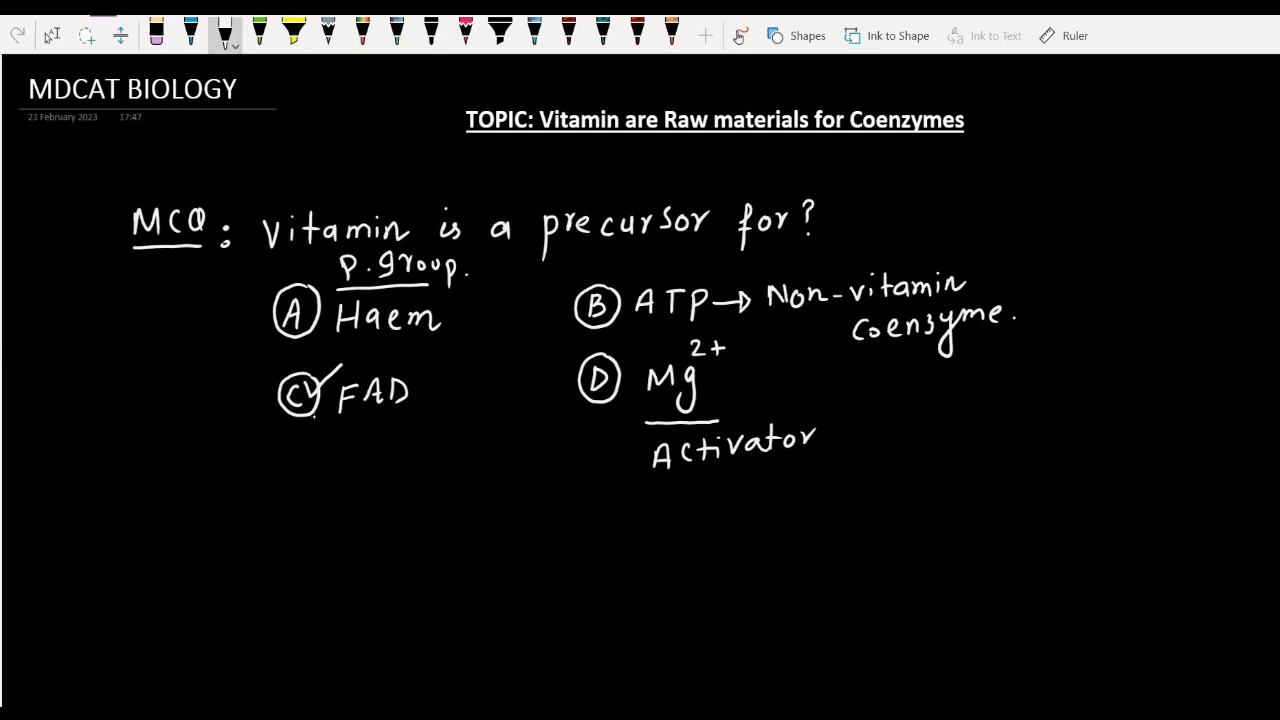 Shapes
Ink to Shape
Ink to Text
Ruler
MDCAT BIOLOGY
23 February 2023 17:47
TOPIC: Vitamin are Raw materials for Coenzymes
MCQ: Vitamin is a precursor for?
P. group.
A Haem
B ATP → Non-vitamin
coenzyme.
C ✓ FAD
D Mg2+
Activator